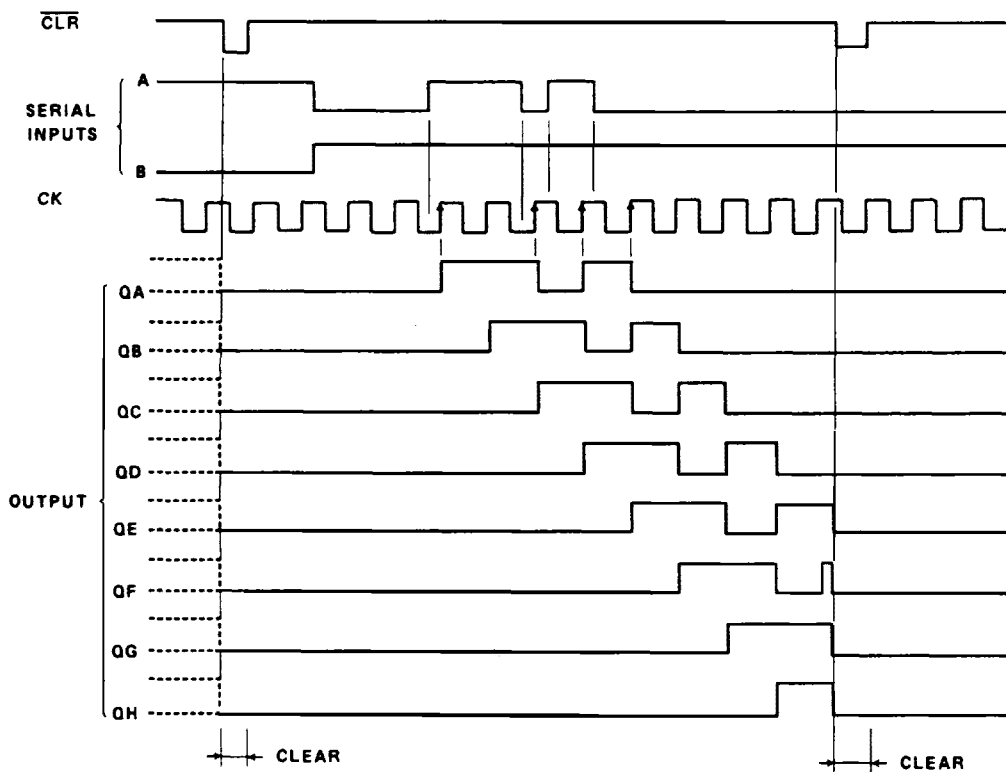 CLR
A
SERIAL
INPUTS
B
CK
QA
QB
QC
QD
OUTPUT
QE
QF
QG
QH
CLEAR
CLEAR